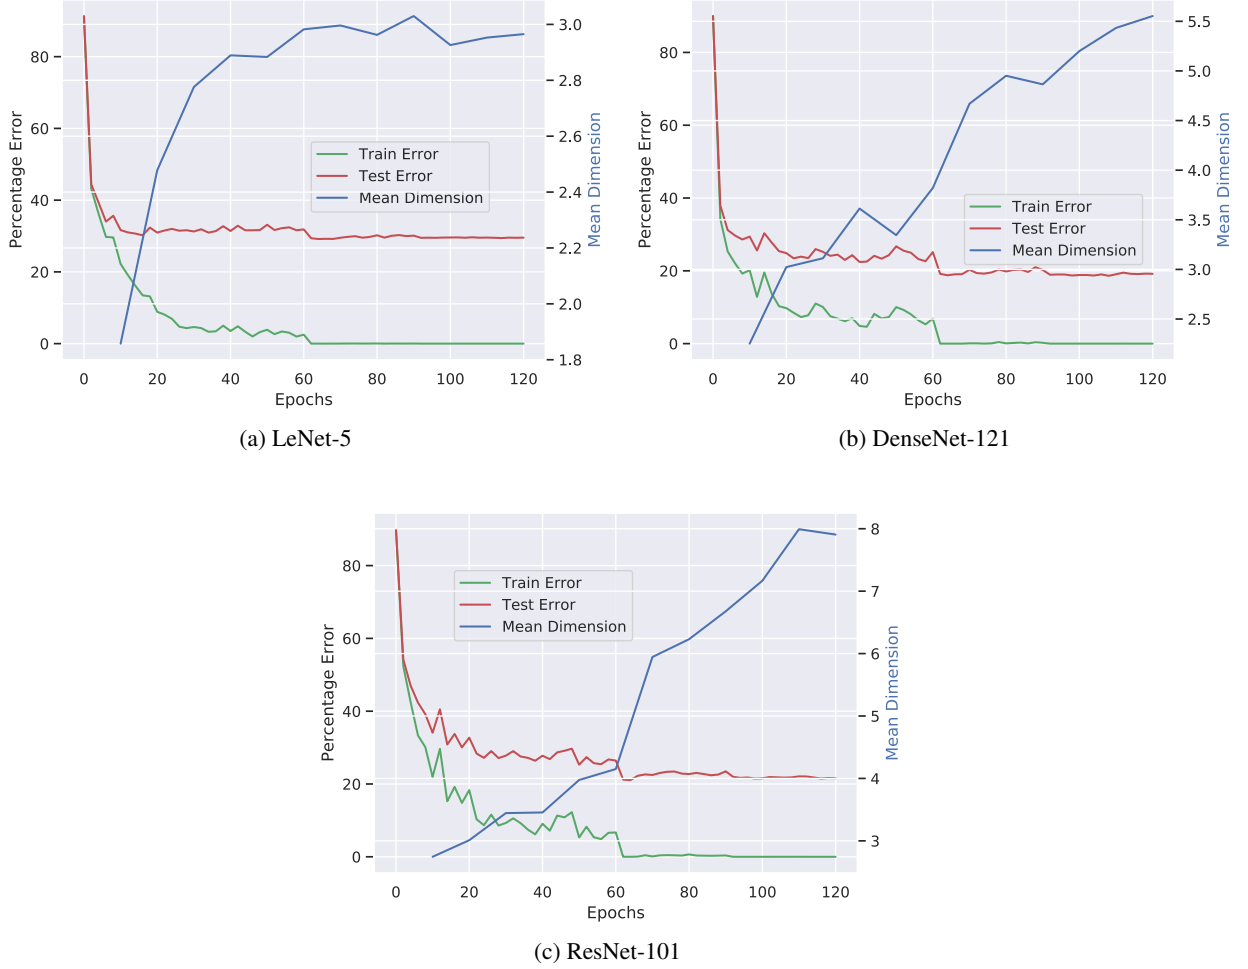 Percentage Error
80
60
40
20
0
3.0
2.8
2.6
2.4
2.2
2.0
1.8
Mean Dimension
Train Error
Test Error
Mean Dimension
0 20 40 60 80 100 120
Epochs
(a) LeNet-5
Percentage Error
80
60
40
20
0
5.5
5.0
4.5
4.0
3.5
3.0
2.5
Mean Dimension
Train Error
Test Error
Mean Dimension
0 20 40 60 80 100 120
Epochs
(b) DenseNet-121
Percentage Error
80
60
40
20
0
8
7
6
5
4
3
Mean Dimension
Train Error
Test Error
Mean Dimension
0 20 40 60 80 100 120
Epochs
(c) ResNet-101